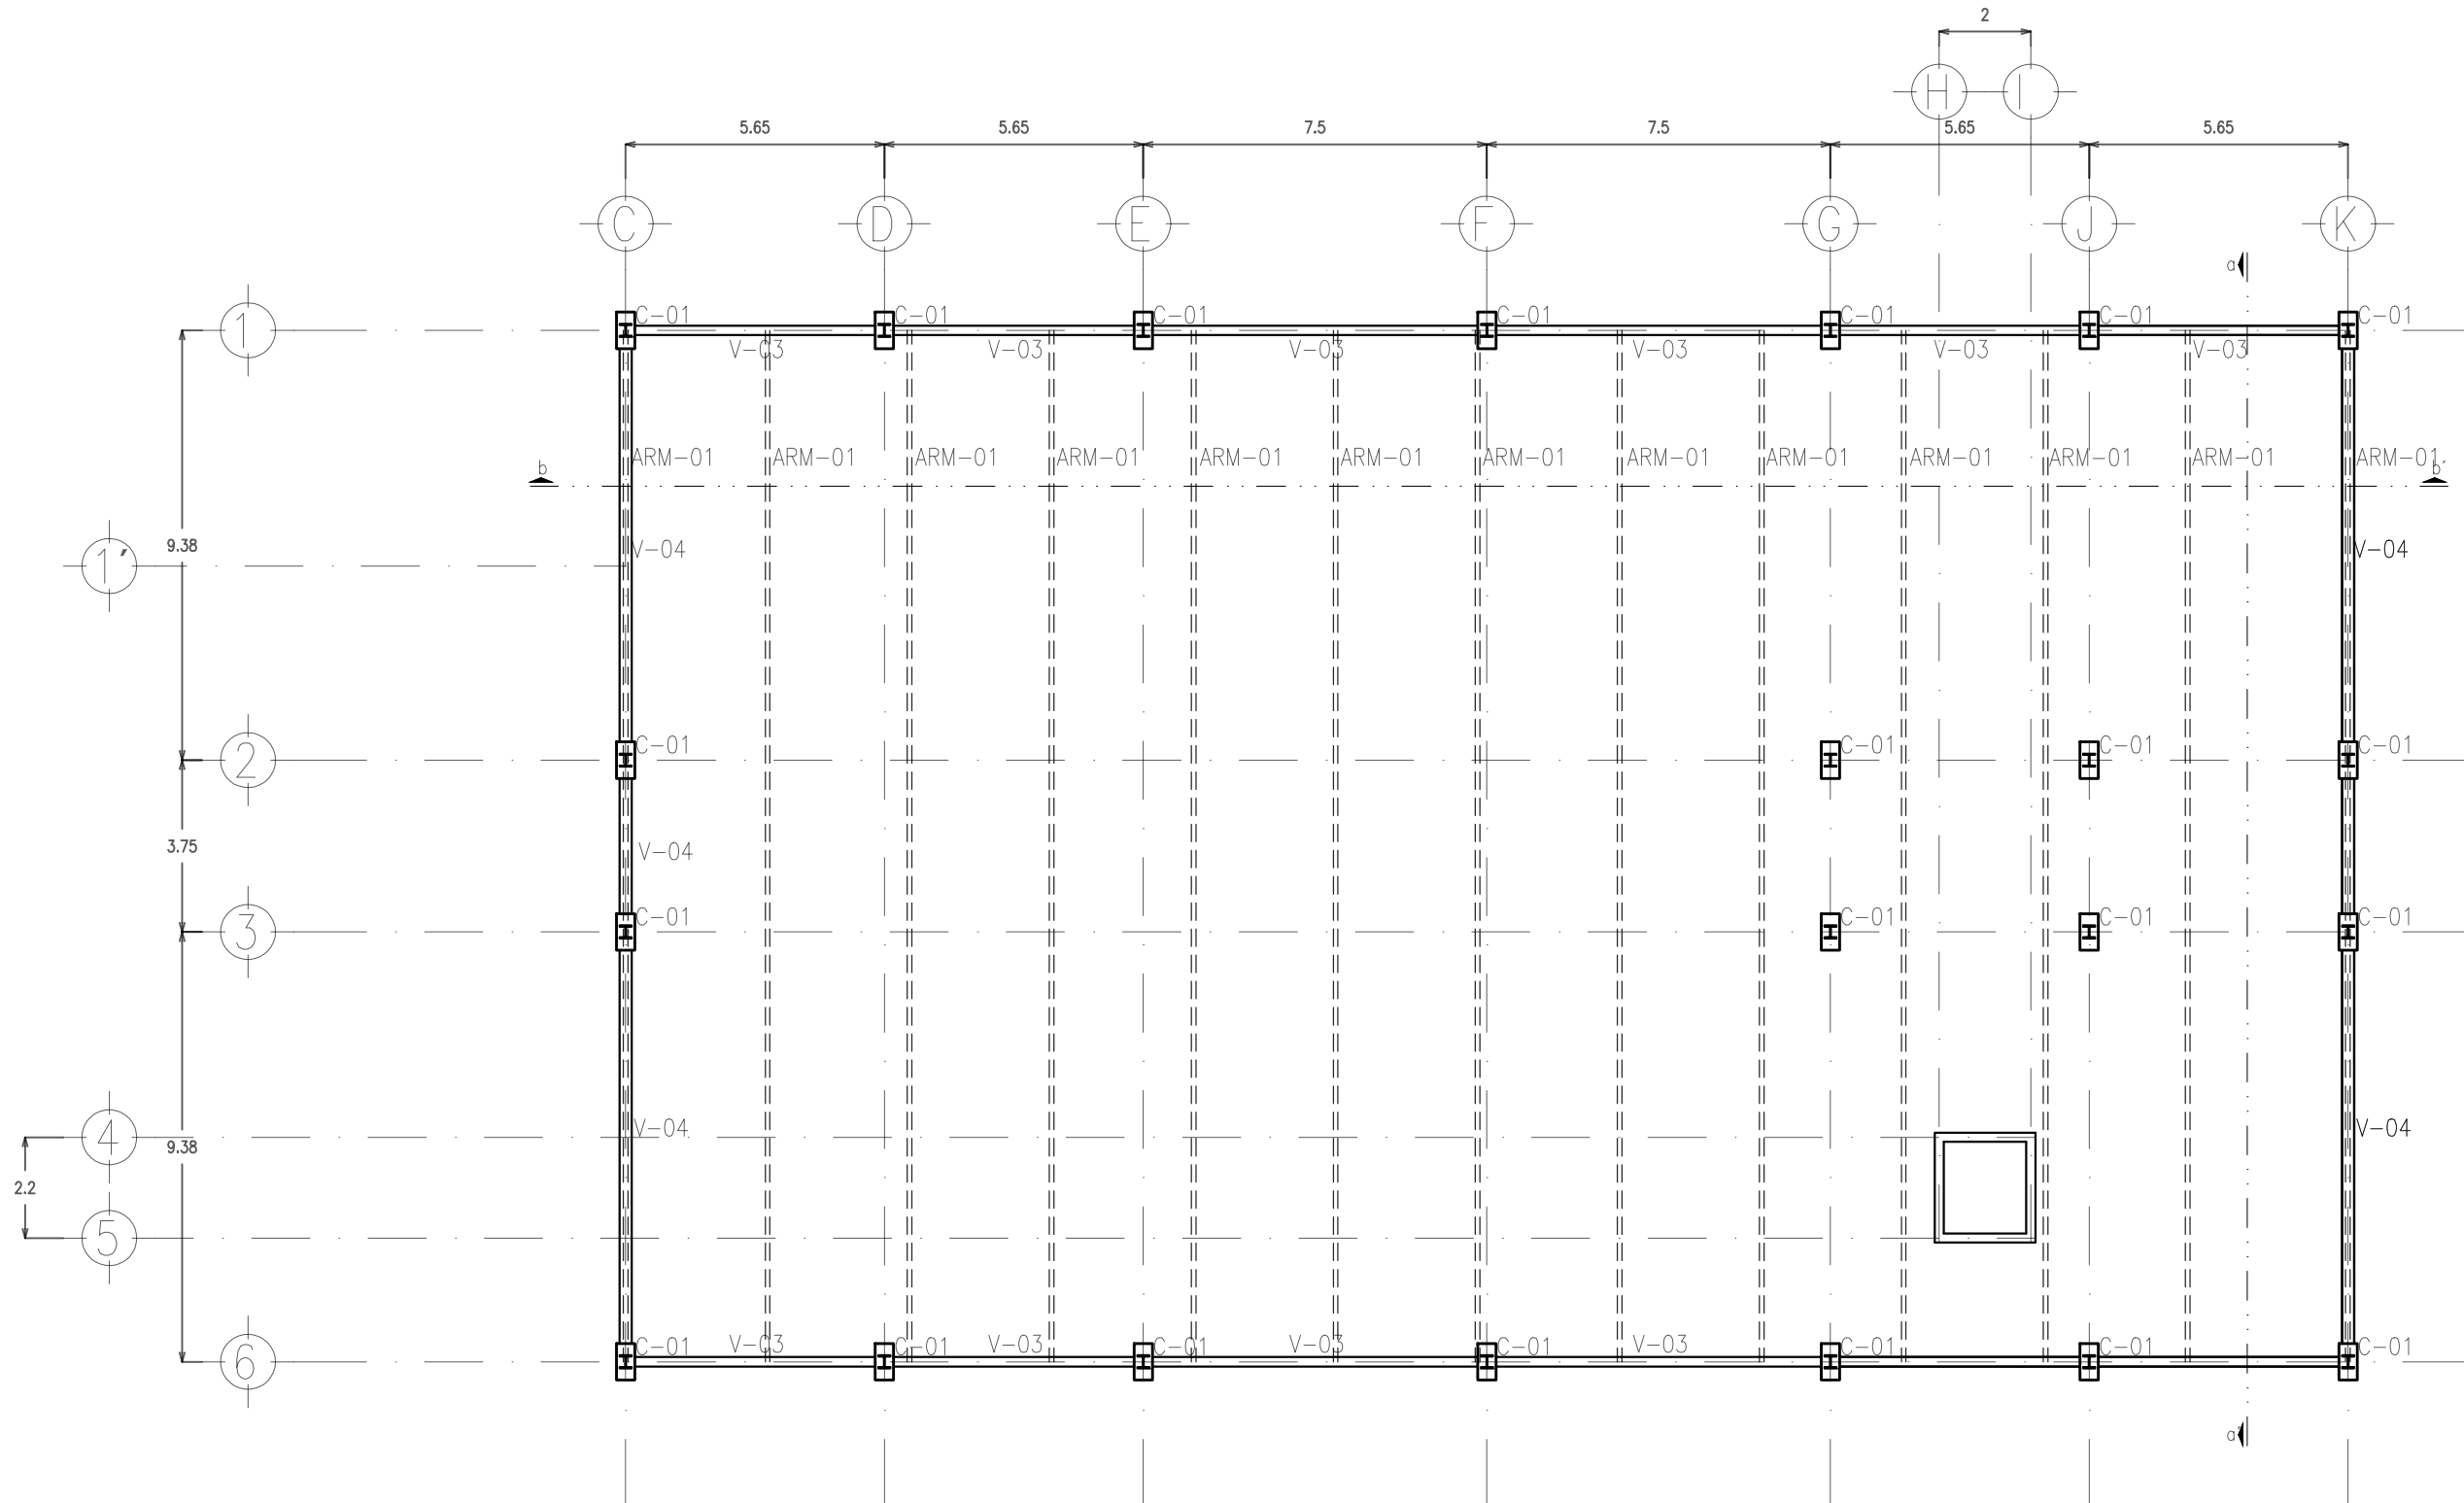 2
H I
5.65 5.65 7.5 7.5 5.65 5.65
C D E F G J K
a
1 C-01 C-01 C-01 C-01 C-01 C-01 C-01
V-03 V-03 V-03 V-03 V-03 V-03
ARM-01 ARM-01 ARM-01 ARM-01 ARM-01 ARM-01 ARM-01 ARM-01 ARM-01 ARM-01 ARM-01 ARM-01 ARM-01
b b'
9.38 V-04 V-04
1'
2 C-01 C-01 C-01 C-01
3.75 V-04
3 C-01 C-01 C-01 C-01
4 V-04 V-04
9.38
2.2
5
6 C-01 V-03 C-01 V-03 C-01 V-03 C-01 V-03 C-01 C-01 C-01
a'